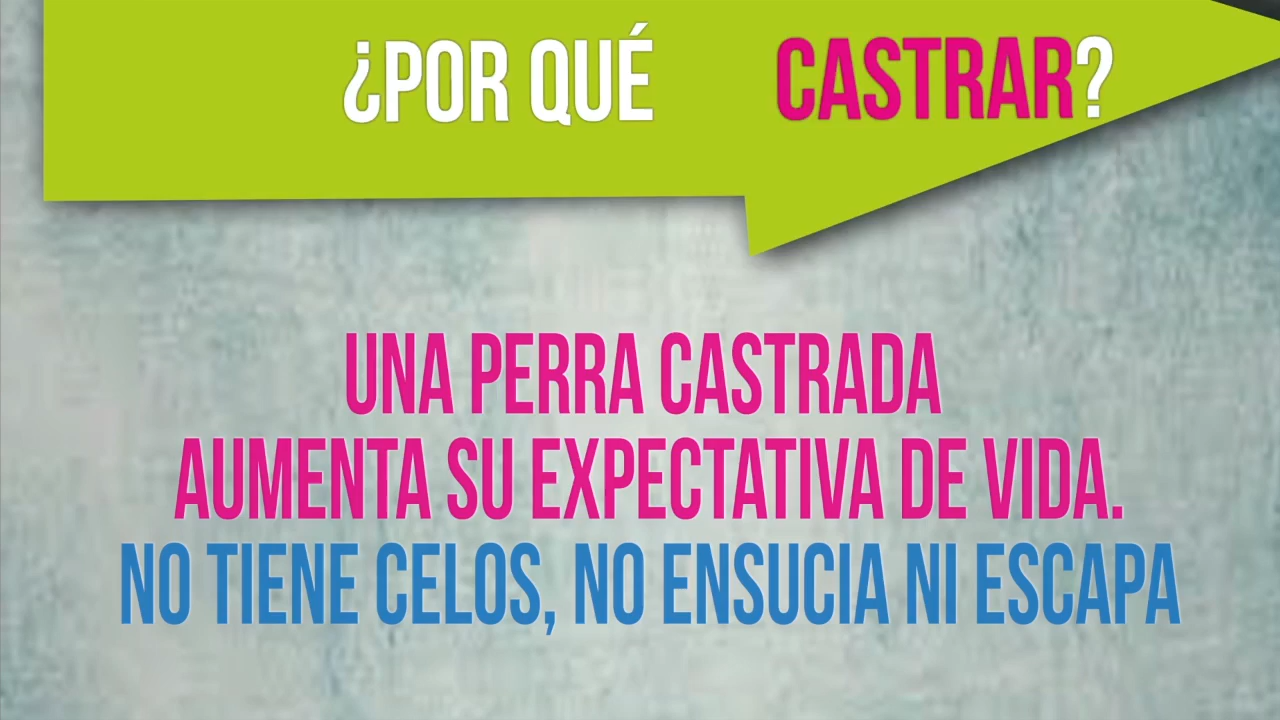 ¿POR QUÉ CASTRAR?
UNA PERRA CASTRADA
AUMENTA SU EXPECTATIVA DE VIDA.
NO TIENE CELOS, NO ENSUCIA NI ESCAPA